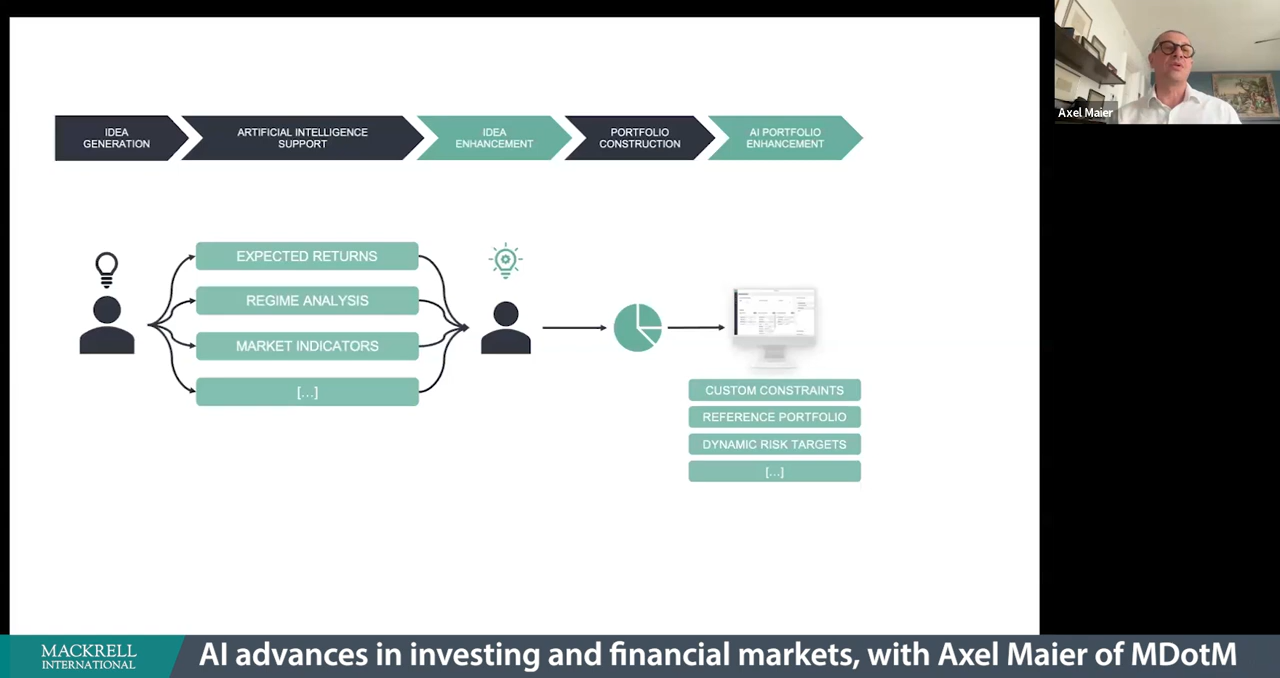 IDEA
GENERATION
ARTIFICIAL INTELLIGENCE
SUPPORT
IDEA
ENHANCEMENT
PORTFOLIO
CONSTRUCTION
AI PORTFOLIO
ENHANCEMENT
EXPECTED RETURNS
REGIME ANALYSIS
MARKET INDICATORS
[...]
CUSTOM CONSTRAINTS
REFERENCE PORTFOLIO
DYNAMIC RISK TARGETS
[...]
Axel Maier
MACKRELL
INTERNATIONAL
AI advances in investing and financial markets, with Axel Maier of MDotM